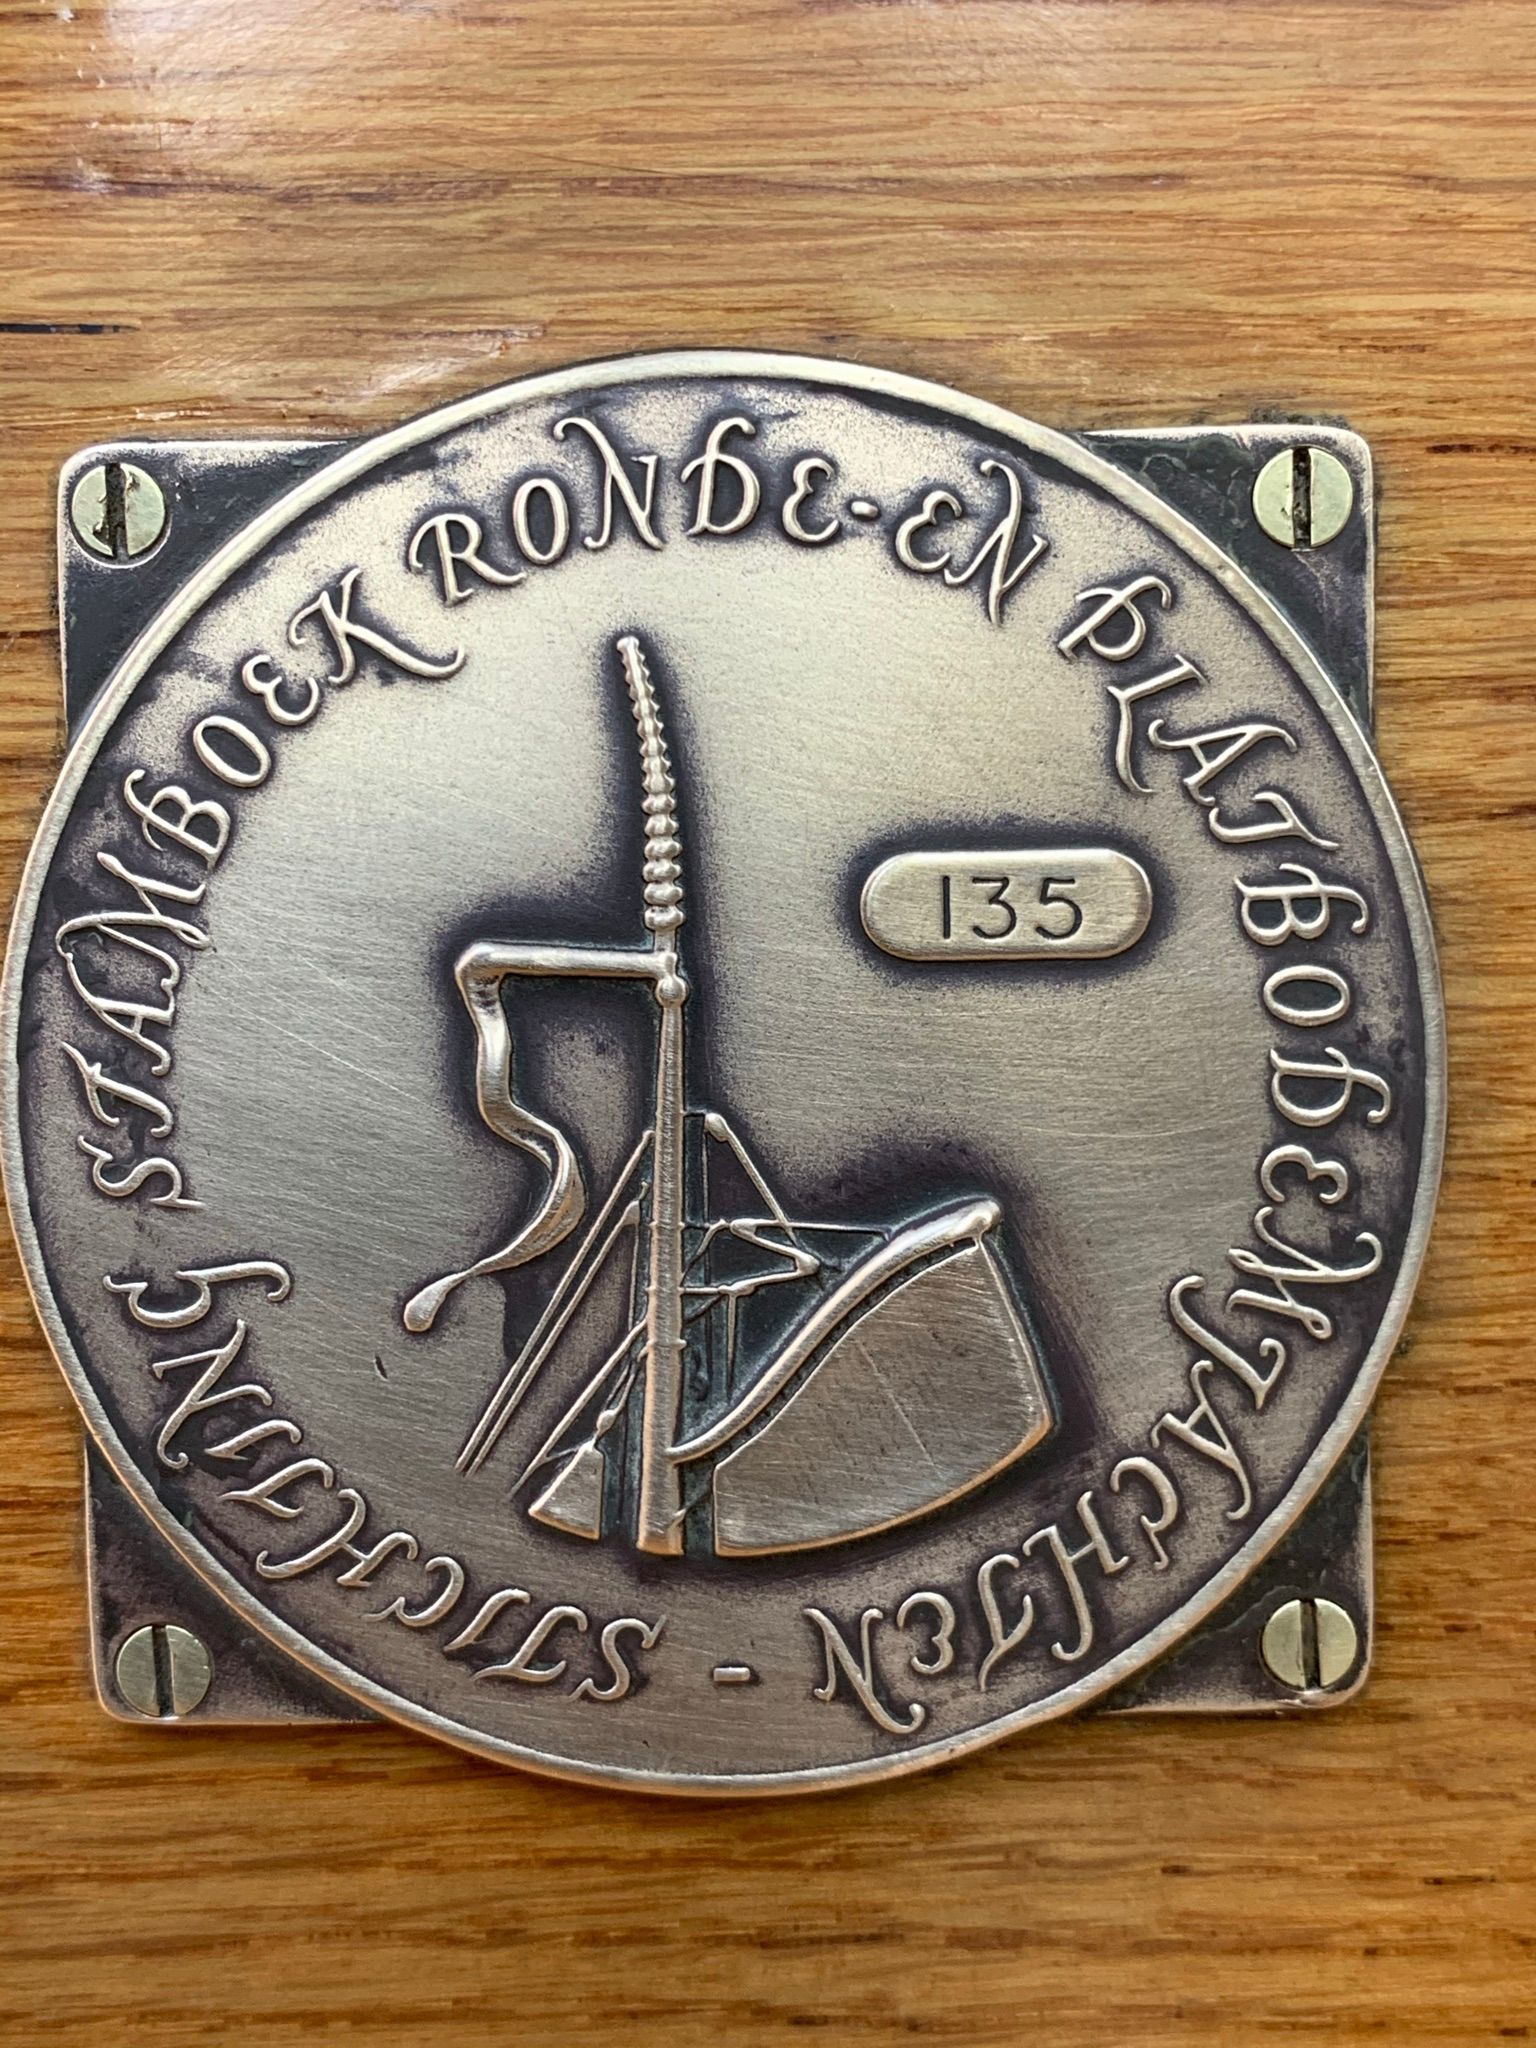 STICHTING STAMBOEK RONDE-EN PLATBODEMJACHTEN -
135